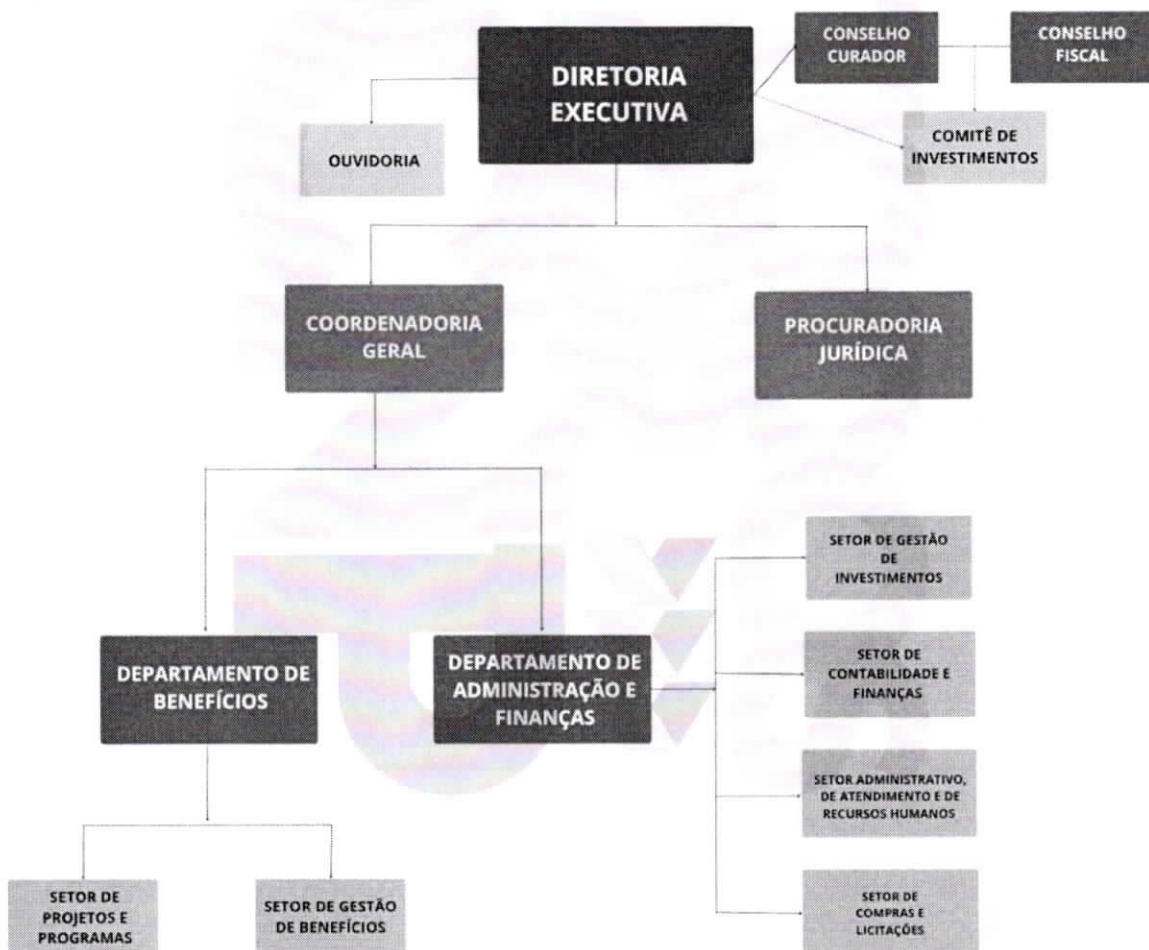 CONSELHO
CURADOR
CONSELHO
FISCAL
DIRETORIA
EXECUTIVA
OUVIDORIA
COMITÊ DE
INVESTIMENTOS
COORDENADORIA
GERAL
PROCURADORIA
JURÍDICA
SETOR DE GESTÃO
DE
INVESTIMENTOS
DEPARTAMENTO DE
BENEFÍCIOS
DEPARTAMENTO DE
ADMINISTRAÇÃO E
FINANÇAS
SETOR DE
CONTABILIDADE E
FINANÇAS
SETOR ADMINISTRATIVO,
DE ATENDIMENTO E DE
RECURSOS HUMANOS
SETOR DE
PROJETOS E
PROGRAMAS
SETOR DE GESTÃO
DE BENEFÍCIOS
SETOR DE
COMPRAS E
LICITAÇÕES